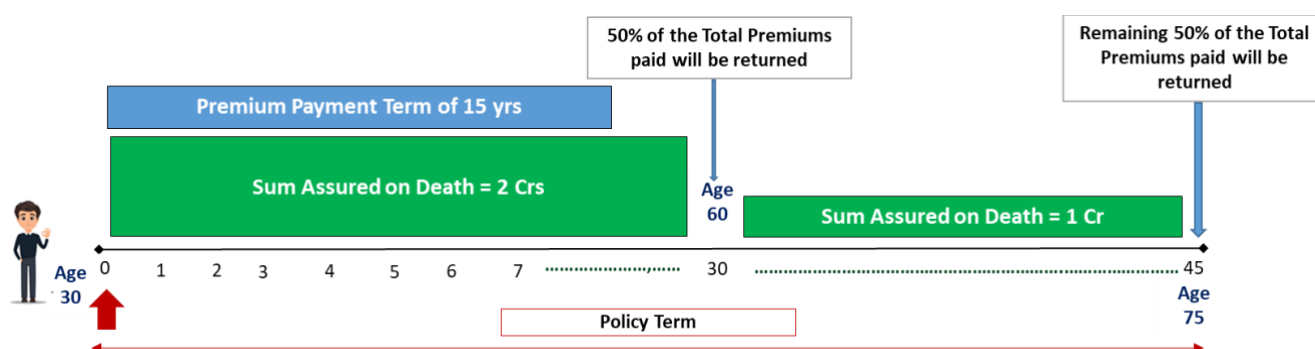 50% of the Total Premiums
paid will be returned
Remaining 50% of the Total
Premiums paid will be
returned
Premium Payment Term of 15 yrs
Sum Assured on Death = 2 Crs
Age
60
Sum Assured on Death = 1 Cr
Age
30
0 1 2 3 4 5 6 7 ......................,...... 30 ........................................................................ 45
Age
75
Policy Term